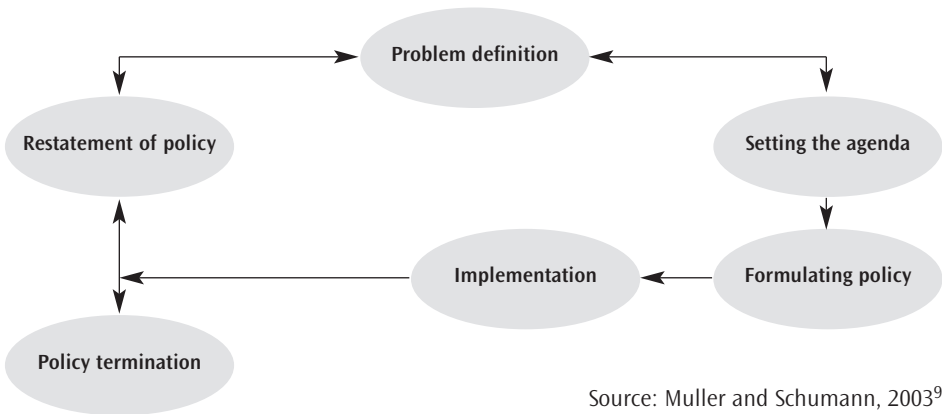 Problem definition
Restatement of policy
Setting the agenda
Implementation
Formulating policy
Policy termination
Source: Muller and Schumann, 2003⁹